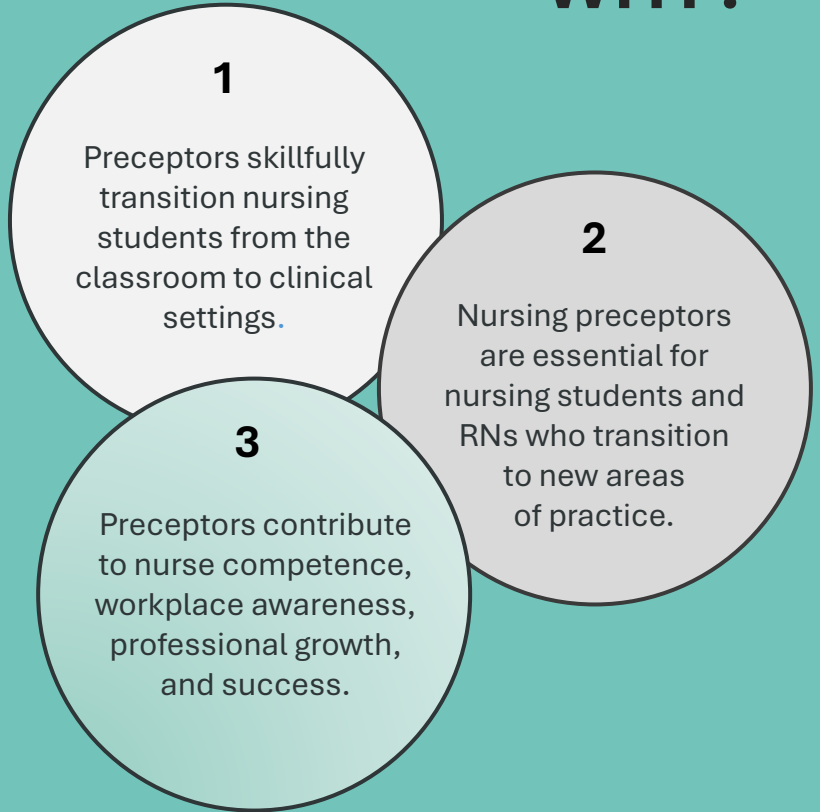 WHY?
1
Preceptors skillfully
transition nursing
students from the
classroom to clinical
settings.
2
Nursing preceptors
are essential for
nursing students and
RNs who transition
to new areas
of practice.
3
Preceptors contribute
to nurse competence,
workplace awareness,
professional growth,
and success.